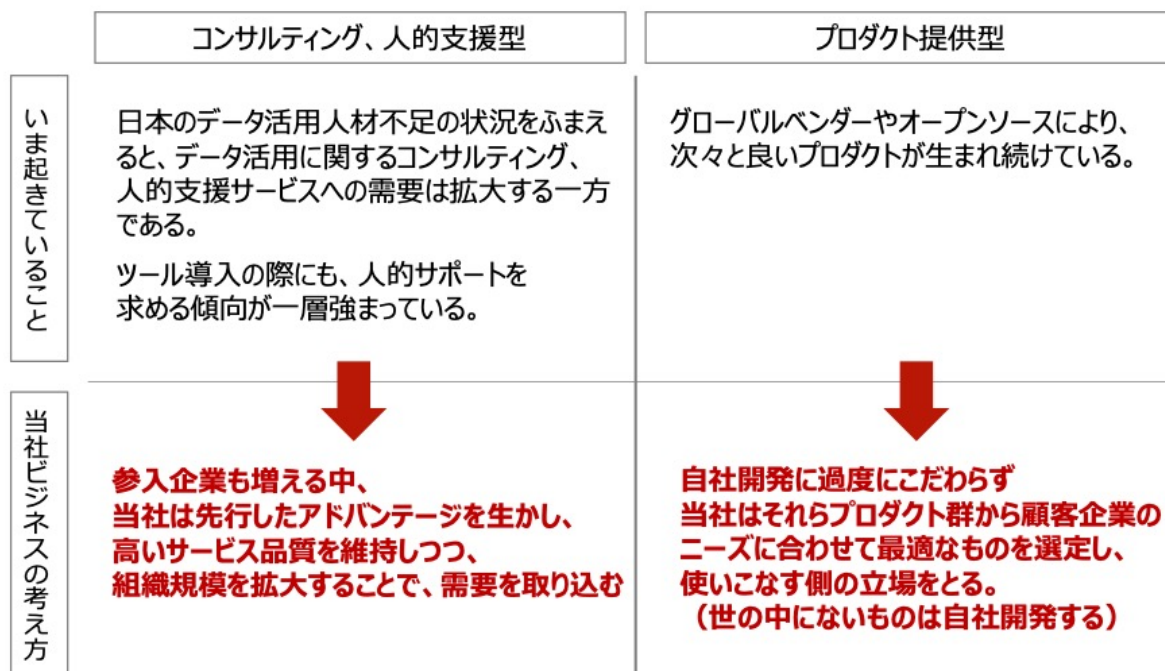 コンサルティング、人的支援型
プロダクト提供型
いま起きていること
日本のデータ活用人材不足の状況をふまえ
ると、データ活用に関するコンサルティング、
人的支援サービスへの需要は拡大する一方
である。
ツール導入の際にも、人的サポートを
求める傾向が一層強まっている。
グローバルベンダーやオープンソースにより、
次々と良いプロダクトが生まれ続けている。
当社ビジネスの考え方
参入企業も増える中、
当社は先行したアドバンテージを生かし、
高いサービス品質を維持しつつ、
組織規模を拡大することで、需要を取り込む
自社開発に過度にこだわらず
当社はそれらプロダクト群から顧客企業の
ニーズに合わせて最適なものを選定し、
使いこなす側の立場をとる。
（世の中にないものは自社開発する）